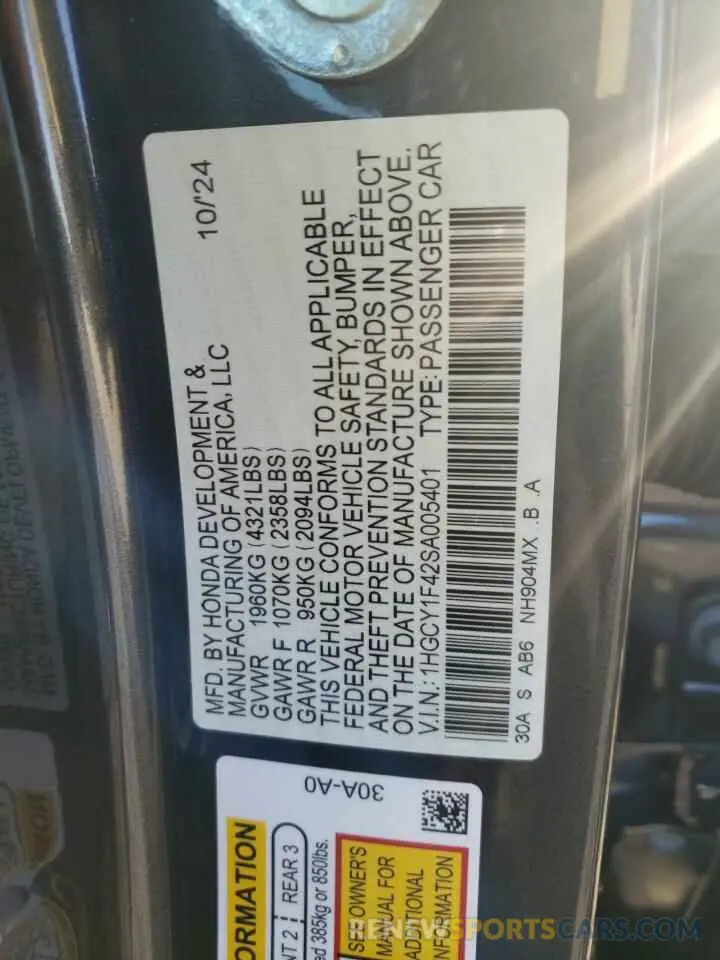 10/'24
MFD. BY HONDA DEVELOPMENT &
MANUFACTURING OF AMERICA, LLC
GVWR 1960KG (4321LBS)
GAWR F 1070KG (2358LBS)
GAWR R 950KG (2094LBS)
THIS VEHICLE CONFORMS TO ALL APPLICABLE
FEDERAL MOTOR VEHICLE SAFETY, BUMPER,
AND THEFT PREVENTION STANDARDS IN EFFECT
ON THE DATE OF MANUFACTURE SHOWN ABOVE.
V.I.N.: 1HGCY1F42SA005401 TYPE: PASSENGER CAR
30A S AB6 NH904MX .B .A
30A-A0
ORMATION
NT 2 REAR 3
ed 385kg or 850lbs.
SEE OWNER'S
MANUAL FOR
ADDITIONAL
INFORMATION
RENEWSPORTSCARS.COM